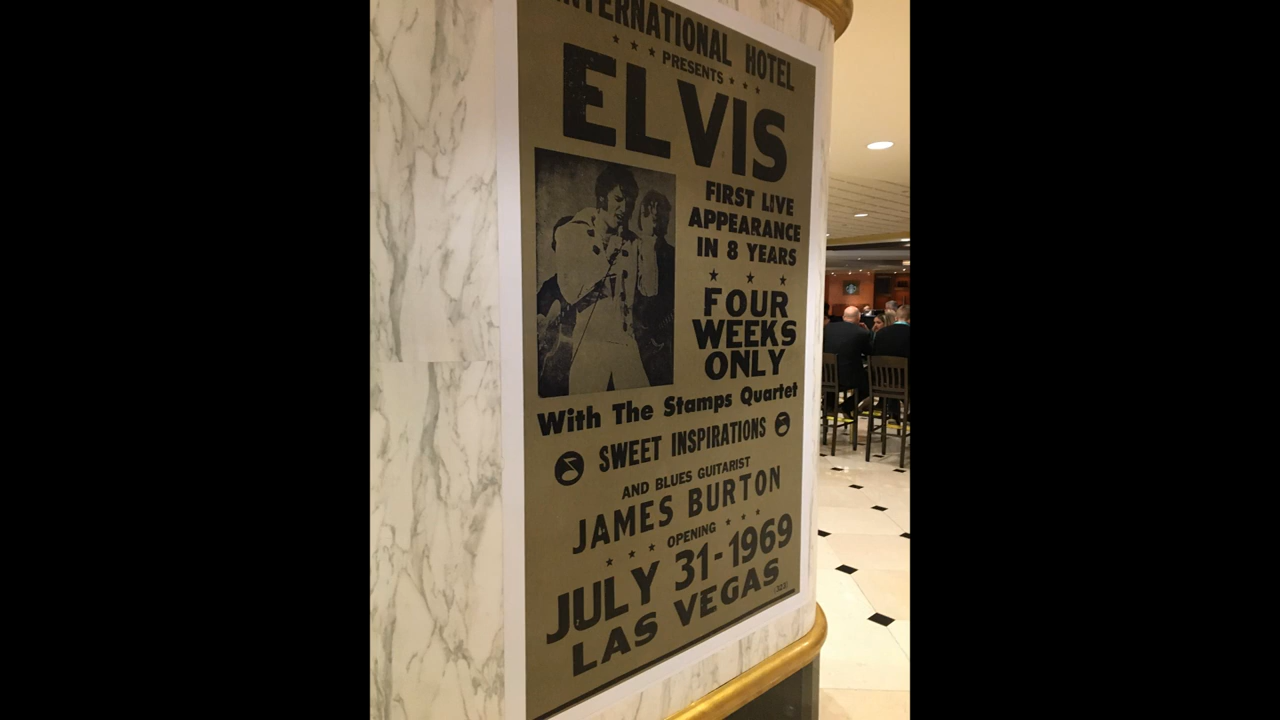 INTERNATIONAL HOTEL
PRESENTS
ELVIS
FIRST LIVE
APPEARANCE
IN 8 YEARS
FOUR
WEEKS
ONLY
With The Stamps Quartet
SWEET INSPIRATIONS
AND BLUES GUITARIST
JAMES BURTON
OPENING
JULY 31-1969
LAS VEGAS